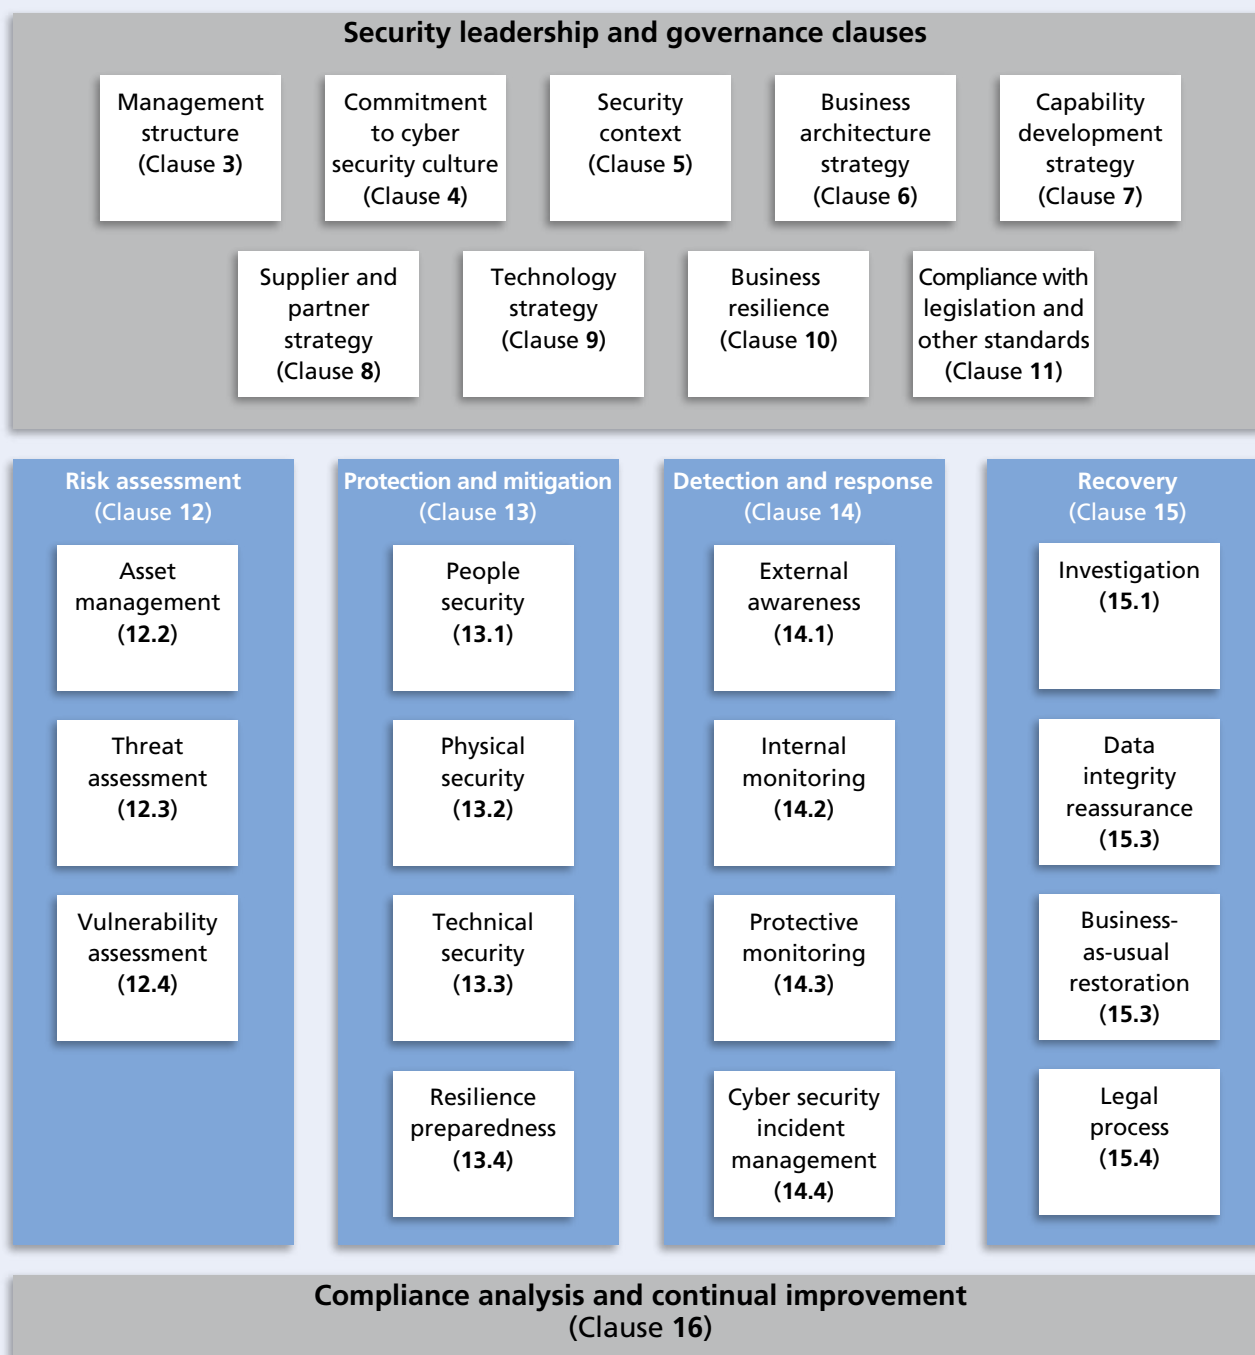 Security leadership and governance clauses
Management
structure
(Clause 3)
Commitment
to cyber
security culture
(Clause 4)
Security
context
(Clause 5)
Business
architecture
strategy
(Clause 6)
Capability
development
strategy
(Clause 7)
Supplier and
partner
strategy
(Clause 8)
Technology
strategy
(Clause 9)
Business
resilience
(Clause 10)
Compliance with
legislation and
other standards
(Clause 11)
Risk assessment
(Clause 12)
Asset
management
(12.2)
Threat
assessment
(12.3)
Vulnerability
assessment
(12.4)
Protection and mitigation
(Clause 13)
People
security
(13.1)
Physical
security
(13.2)
Technical
security
(13.3)
Resilience
preparedness
(13.4)
Detection and response
(Clause 14)
External
awareness
(14.1)
Internal
monitoring
(14.2)
Protective
monitoring
(14.3)
Cyber security
incident
management
(14.4)
Recovery
(Clause 15)
Investigation
(15.1)
Data
integrity
reassurance
(15.3)
Business-
as-usual
restoration
(15.3)
Legal
process
(15.4)
Compliance analysis and continual improvement
(Clause 16)